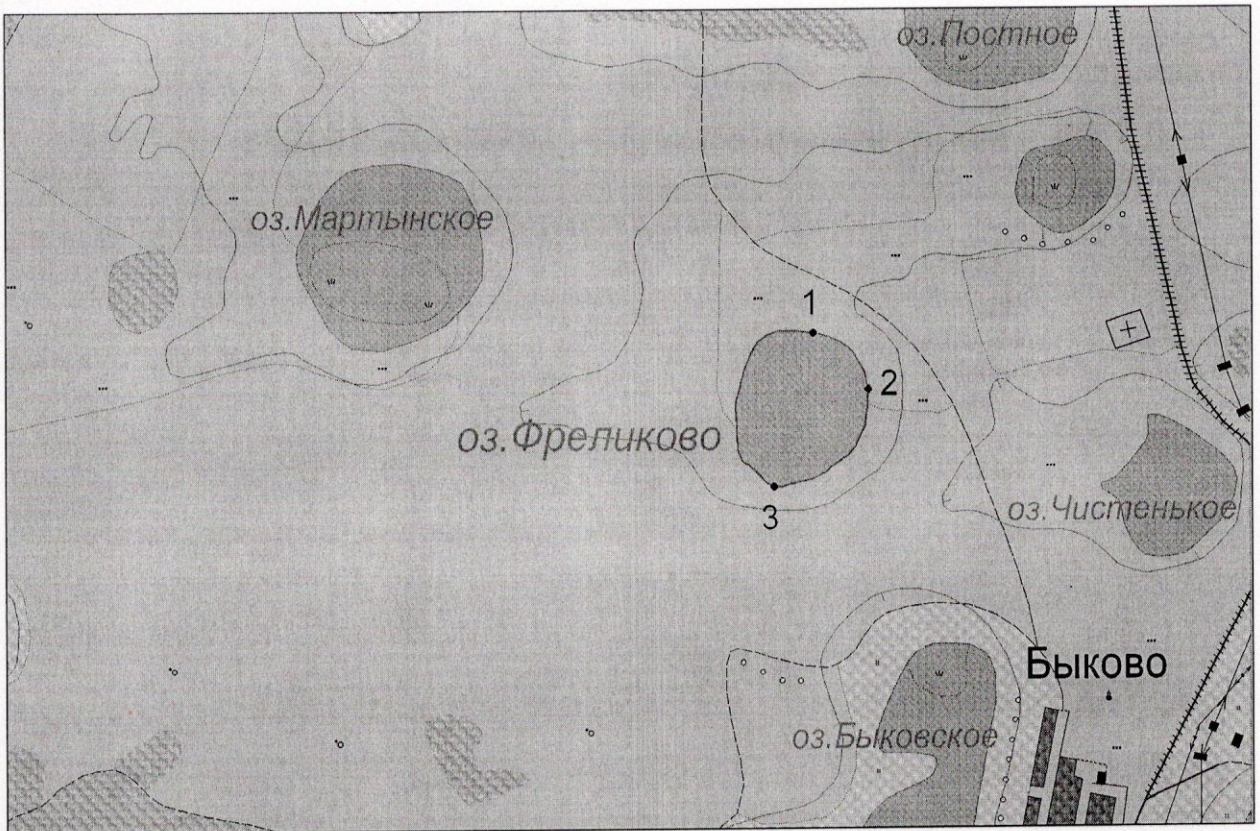 оз.Постное
оз.Мартынское
1
2
оз.Фреликово
3
оз.Чистенькое
Быково
оз.Быковское